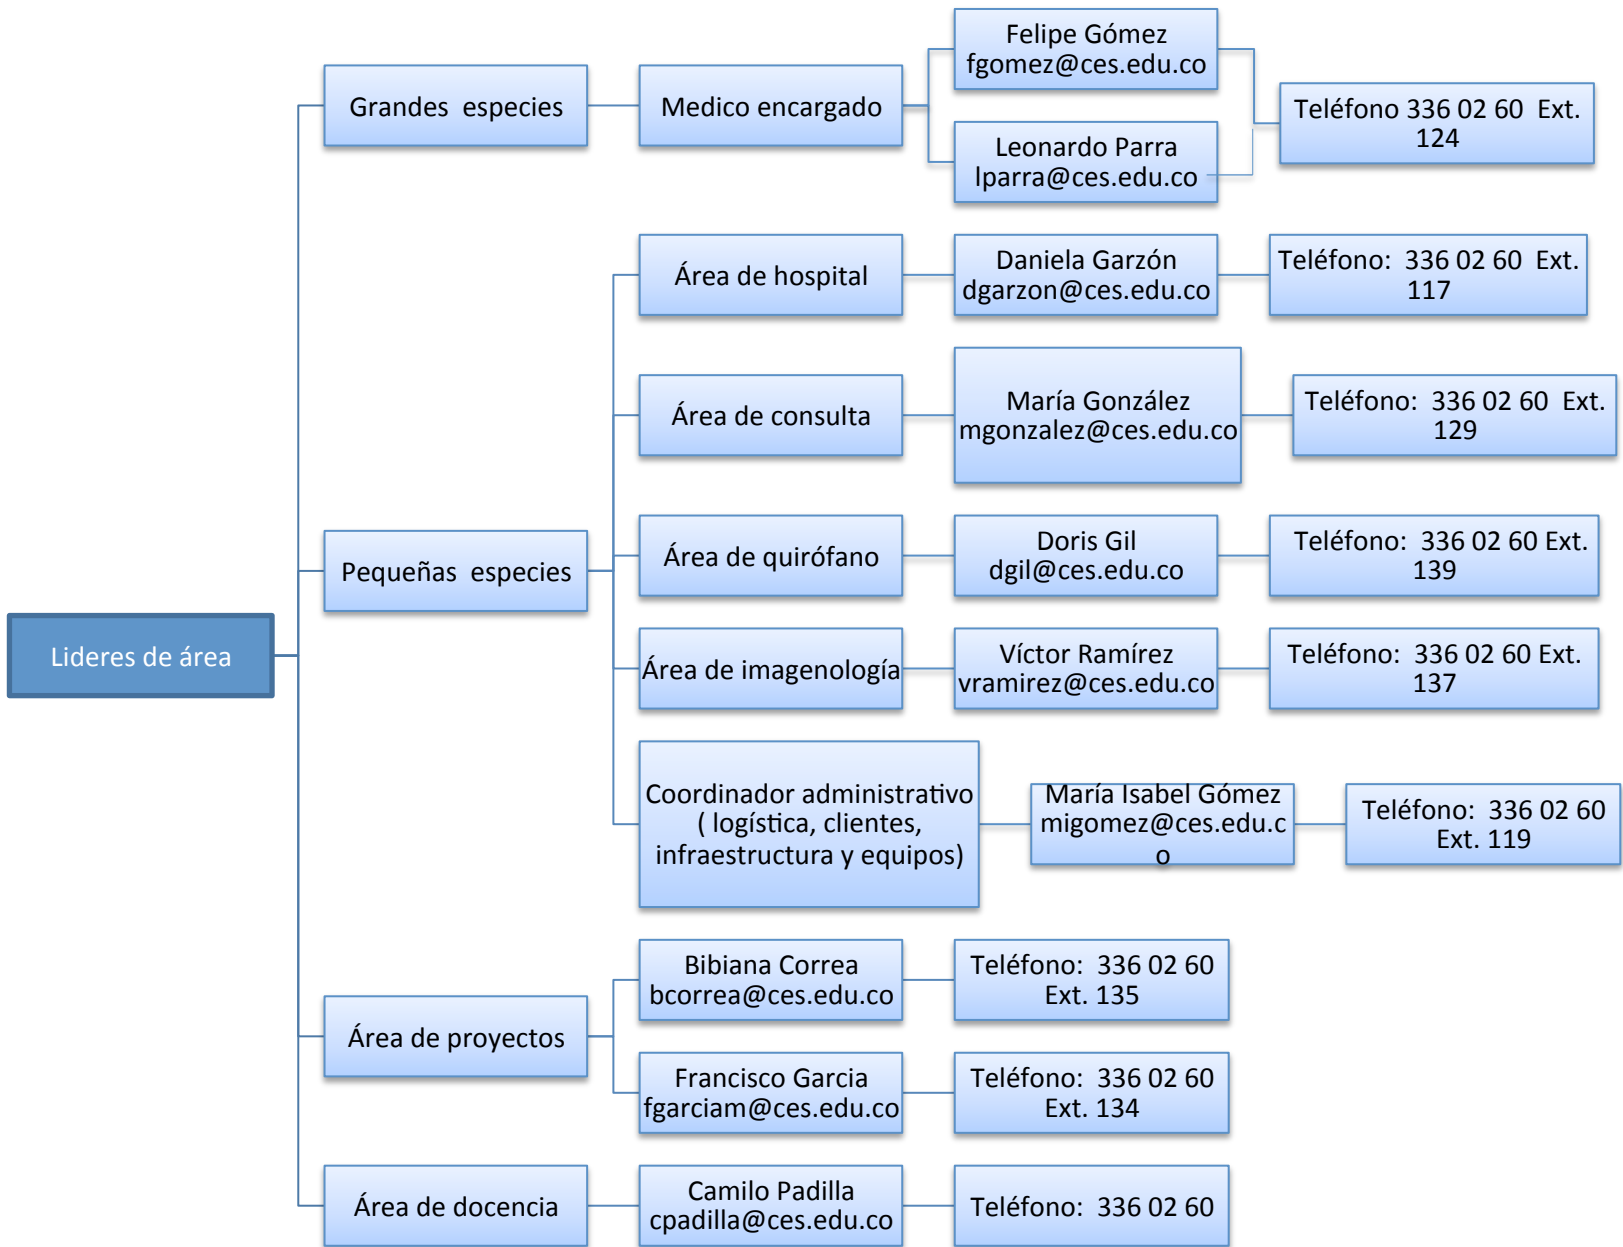 Lideres de área
Grandes especies
Medico encargado
Felipe Gómez
fgomez@ces.edu.co
Leonardo Parra
lparra@ces.edu.co
Teléfono 336 02 60 Ext.
124
Pequeñas especies
Área de hospital
Daniela Garzón
dgarzon@ces.edu.co
Teléfono: 336 02 60 Ext.
117
Área de consulta
María González
mgonzalez@ces.edu.co
Teléfono: 336 02 60 Ext.
129
Área de quirófano
Doris Gil
dgil@ces.edu.co
Teléfono: 336 02 60 Ext.
139
Área de imagenología
Víctor Ramírez
vramirez@ces.edu.co
Teléfono: 336 02 60 Ext.
137
Coordinador administrativo
( logística, clientes,
infraestructura y equipos)
María Isabel Gómez
migomez@ces.edu.c
o
Teléfono: 336 02 60
Ext. 119
Área de proyectos
Bibiana Correa
bcorrea@ces.edu.co
Teléfono: 336 02 60
Ext. 135
Francisco Garcia
fgarciam@ces.edu.co
Teléfono: 336 02 60
Ext. 134
Área de docencia
Camilo Padilla
cpadilla@ces.edu.co
Teléfono: 336 02 60